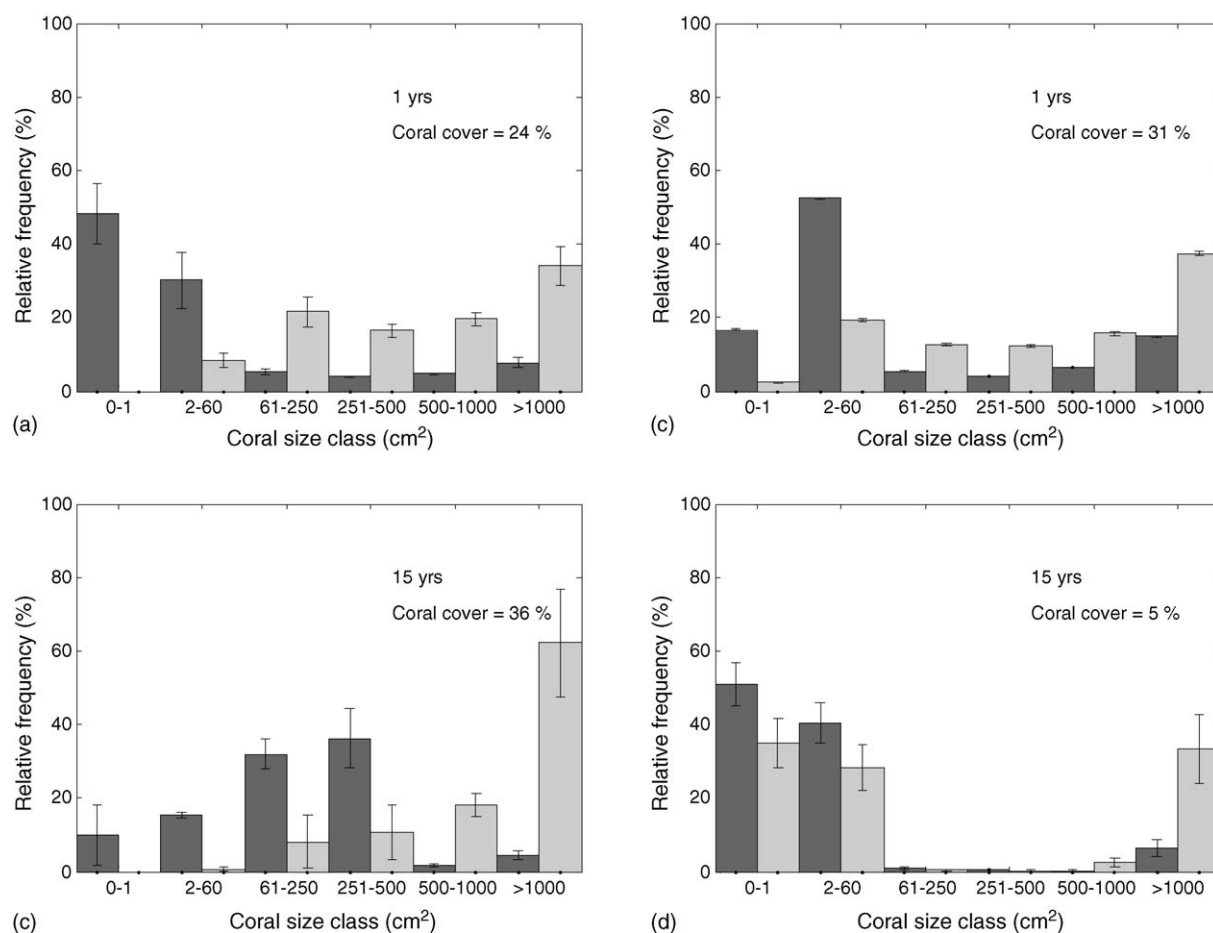 100
80
60
40
20
0
Relative frequency (%)
1 yrs
Coral cover = 24 %
0-1 2-60 61-250 251-500 500-1000 >1000
Coral size class (cm²)
(a)
100
80
60
40
20
0
Relative frequency (%)
1 yrs
Coral cover = 31 %
0-1 2-60 61-250 251-500 500-1000 >1000
Coral size class (cm²)
(c)
100
80
60
40
20
0
Relative frequency (%)
15 yrs
Coral cover = 36 %
0-1 2-60 61-250 251-500 500-1000 >1000
Coral size class (cm²)
(c)
100
80
60
40
20
0
Relative frequency (%)
15 yrs
Coral cover = 5 %
0-1 2-60 61-250 251-500 500-1000 >1000
Coral size class (cm²)
(d)